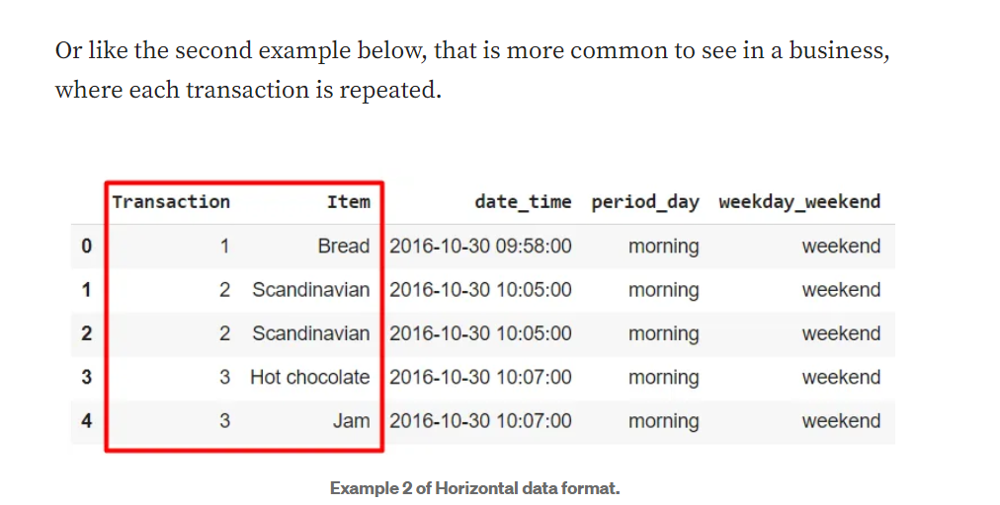 Or like the second example below, that is more common to see in a business,
where each transaction is repeated.
Transaction Item date_time period_day weekday_weekend
0 1 Bread 2016-10-30 09:58:00 morning weekend
1 2 Scandinavian 2016-10-30 10:05:00 morning weekend
2 2 Scandinavian 2016-10-30 10:05:00 morning weekend
3 3 Hot chocolate 2016-10-30 10:07:00 morning weekend
4 3 Jam 2016-10-30 10:07:00 morning weekend
Example 2 of Horizontal data format.